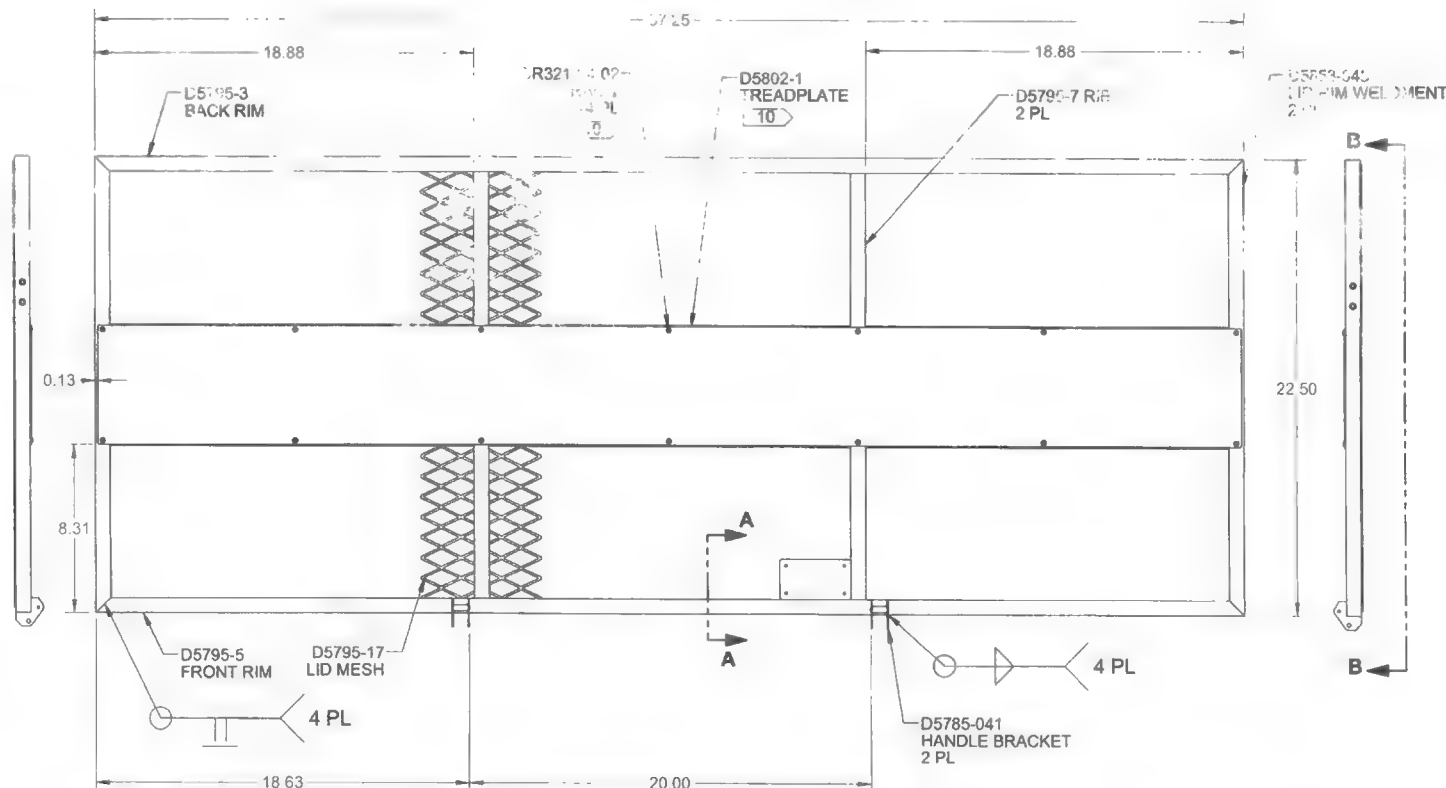 18.88
18.88
D5795-3
BACK RIM
D5802-1
TREADPLATE
10
D5795-7
2 PL
B
0.13
22.50
8.31
A
A
D5795-5
FRONT RIM
D5795-17
LID MESH
4 PL
4 PL
B
D5785-041
HANDLE BRACKET
2 PL
18.63
20.00